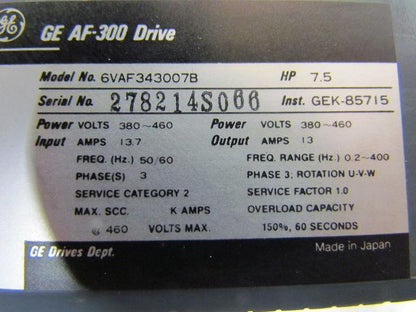 GE AF-300 Drive
Model No. 6VAF343007B HP 7.5
Serial No. 278214S066 Inst. GEK-85715
Power VOLTS 380~460 Power VOLTS 380~460
Input AMPS 13.7 Output AMPS 13
FREQ. (Hz.) 50/60 FREQ. RANGE (Hz.) 0.2~400
PHASE(S) 3 PHASE 3; ROTATION U-V-W
SERVICE CATEGORY 2 SERVICE FACTOR 1.0
MAX. SCC. K AMPS OVERLOAD CAPACITY
@ 460 VOLTS MAX. 150%, 60 SECONDS
GE Drives Dept. Made in Japan